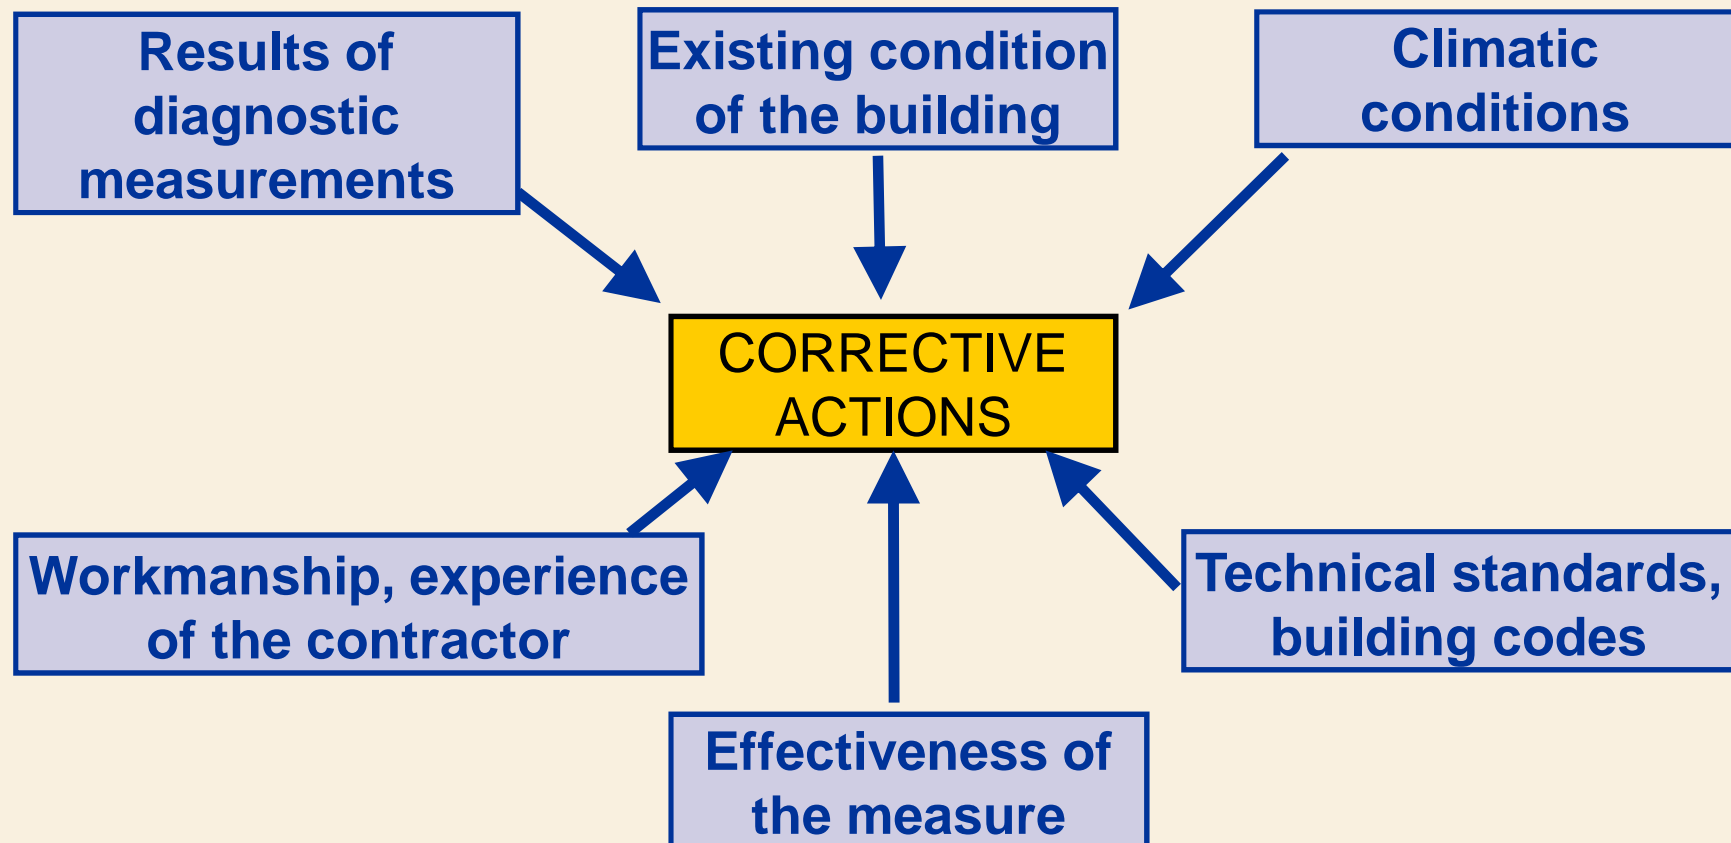 Results of
diagnostic
measurements
Existing condition
of the building
Climatic
conditions
CORRECTIVE
ACTIONS
Workmanship, experience
of the contractor
Technical standards,
building codes
Effectiveness of
the measure